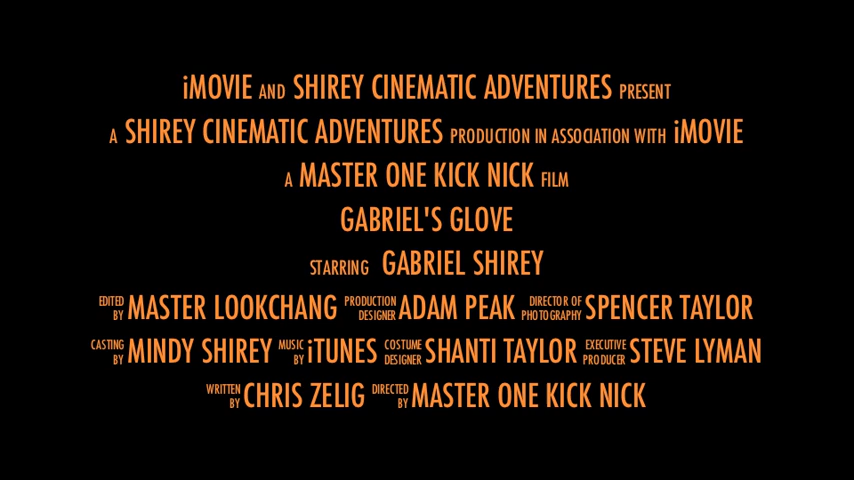 iMOVIE AND SHIREY CINEMATIC ADVENTURES PRESENT
A SHIREY CINEMATIC ADVENTURES PRODUCTION IN ASSOCIATION WITH iMOVIE
A MASTER ONE KICK NICK FILM
GABRIEL'S GLOVE
STARRING GABRIEL SHIREY
EDITED BY MASTER LOOKCHANG PRODUCTION DESIGNER ADAM PEAK DIRECTOR OF PHOTOGRAPHY SPENCER TAYLOR
CASTING BY MINDY SHIREY MUSIC BY iTUNES COSTUME DESIGNER SHANTI TAYLOR EXECUTIVE PRODUCER STEVE LYMAN
WRITTEN BY CHRIS ZELIG DIRECTED BY MASTER ONE KICK NICK